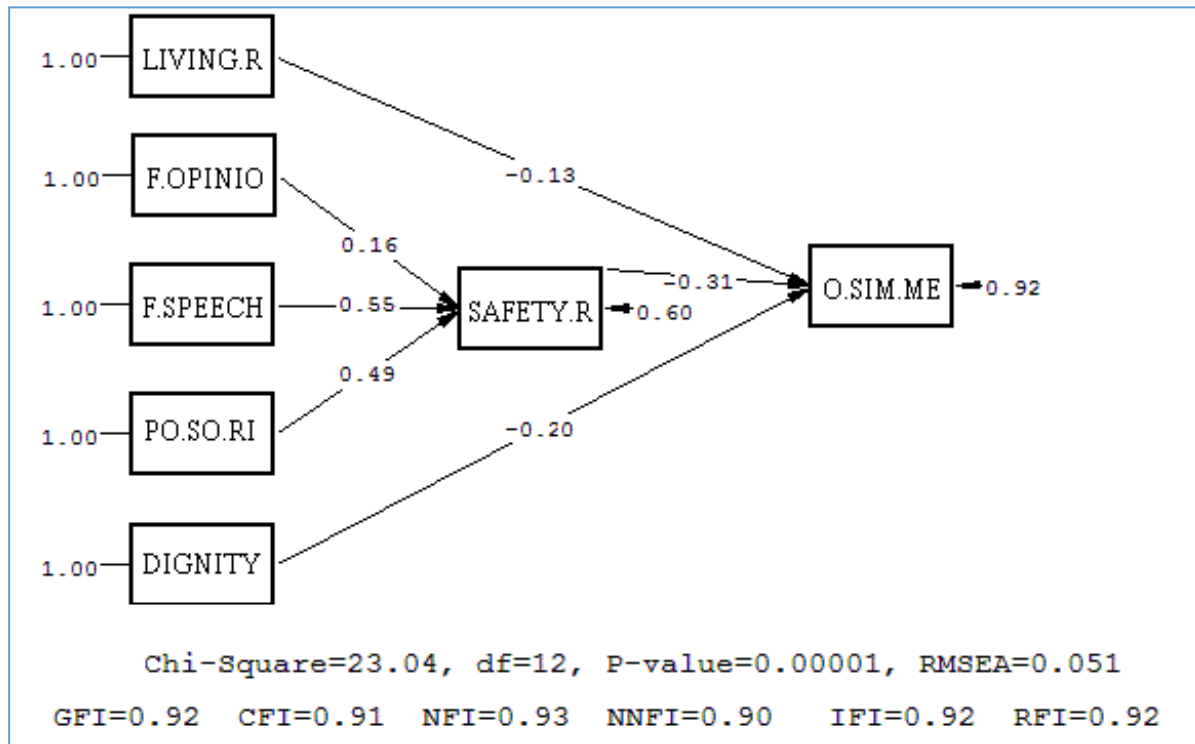 1.00 LIVING.R
1.00 F.OPINIO
-0.13
0.16
1.00 F.SPEECH 0.55 SAFETY.R 0.60
-0.31 O.SIM.ME 0.92
0.49
1.00 PO.SO.RI
-0.20
1.00 DIGNITY
Chi-Square=23.04, df=12, P-value=0.00001, RMSEA=0.051
GFI=0.92 CFI=0.91 NFI=0.93 NNFI=0.90 IFI=0.92 RFI=0.92